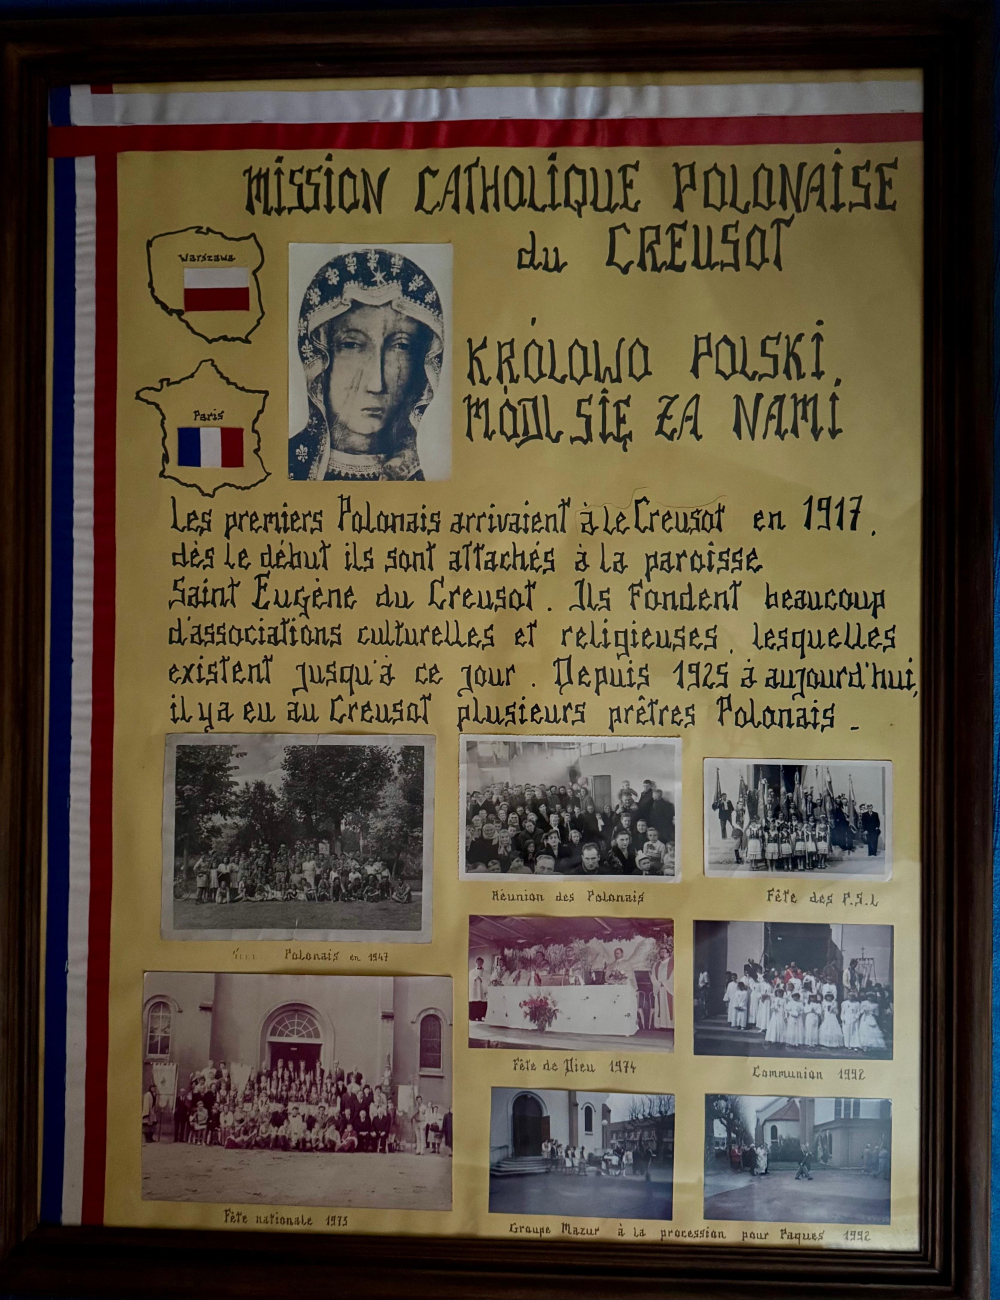 MISSION CATHOLIQUE POLONAISE
du CREUSOT
Warszawa
Paris
KRÓLOWO POLSKI,
MÓDL SIĘ ZA NAMI
Les premiers Polonais arrivaient à le Creusot en 1917,
dès le début ils sont attachés à la paroisse
Saint Eugène du Creusot. Ils fondent beaucoup
d'associations culturelles et religieuses, lesquelles
existent jusqu'à ce jour. Depuis 1925 à aujourd'hui,
il y a eu au Creusot plusieurs prêtres Polonais.
Réunion des Polonais
Fête des P.S.L
Polonais en 1947
Fête de Dieu 1974
Communion 1992
Fête nationale 1973
Groupe Mazur à la procession pour Paques 1992